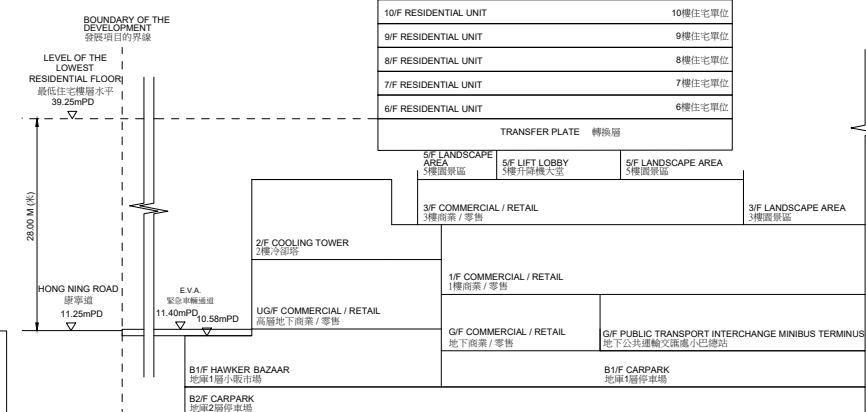 BOUNDARY OF THE
DEVELOPMENT
發展項目的界線
LEVEL OF THE
LOWEST
RESIDENTIAL FLOOR
最低住宅樓層水平
39.25mPD
10/F RESIDENTIAL UNIT 10樓住宅單位
9/F RESIDENTIAL UNIT 9樓住宅單位
8/F RESIDENTIAL UNIT 8樓住宅單位
7/F RESIDENTIAL UNIT 7樓住宅單位
6/F RESIDENTIAL UNIT 6樓住宅單位
TRANSFER PLATE 轉換層
5/F LANDSCAPE
AREA
5樓園景區
5/F LIFT LOBBY
5樓升降機大堂
5/F LANDSCAPE AREA
5樓園景區
3/F COMMERCIAL / RETAIL
3樓商業 / 零售
3/F LANDSCAPE AREA
3樓園景區
28.00 M (米)
2/F COOLING TOWER
2樓冷卻塔
1/F COMMERCIAL / RETAIL
1樓商業 / 零售
HONG NING ROAD
康寧道
11.25mPD
E.V.A.
緊急車輛通道
11.40mPD
10.58mPD
UG/F COMMERCIAL / RETAIL
高層地下商業 / 零售
G/F COMMERCIAL / RETAIL
地下商業 / 零售
G/F PUBLIC TRANSPORT INTERCHANGE MINIBUS TERMINUS
地下公共運輸交匯處小巴總站
B1/F HAWKER BAZAAR
地庫1層小販市場
B1/F CARPARK
地庫1層停車場
B2/F CARPARK
地庫2層停車場